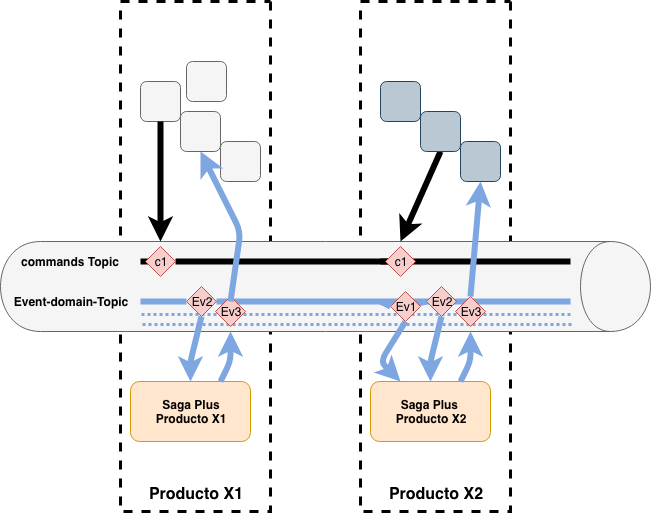 commands Topic
c1
c1
Event-domain-Topic
Ev2
Ev3
Ev1
Ev2
Ev3
Saga Plus
Producto X1
Saga Plus
Producto X2
Producto X1
Producto X2